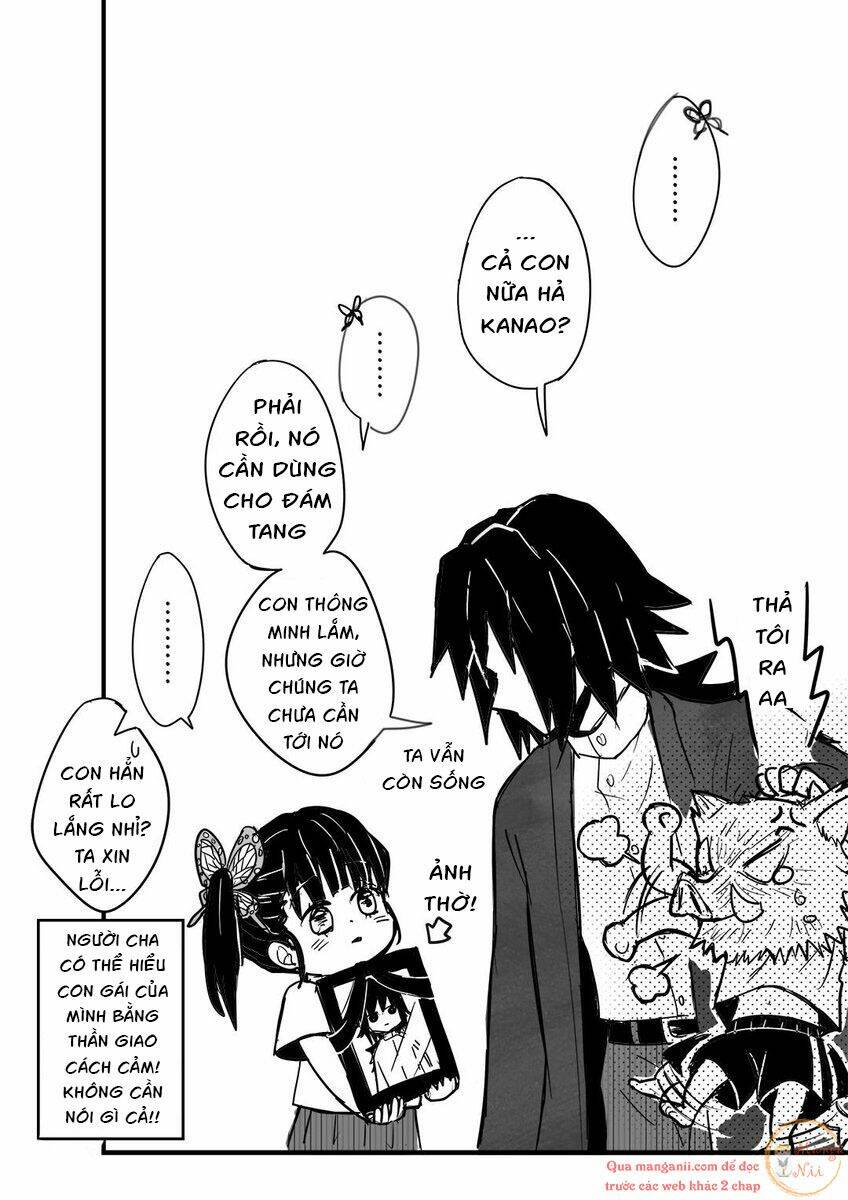 ………
...
CẢ CON
NỮA HẢ
KANAO?
………
PHẢI
RỒI, NÓ
CẦN DÙNG
CHO ĐÁM
TANG
CON THÔNG
MINH LẮM,
NHƯNG GIỜ
CHÚNG TA
CHƯA CẦN
TỚI NÓ
TA VẪN
CÒN SỐNG
THẢ
TÔI
RA
AA
………
CON HẲN
RẤT LO
LẮNG NHỈ?
TA XIN
LỖI...
ẢNH
THỜ!
NGƯỜI CHA
CÓ THỂ HIỂU
CON GÁI CỦA
MÌNH BẰNG
THẦN GIAO
CÁCH CẢM!
KHÔNG CẦN
NÓI GÌ CẢ!!
Qua manganii.com để đọc
trước các web khác 2 chap
Nii